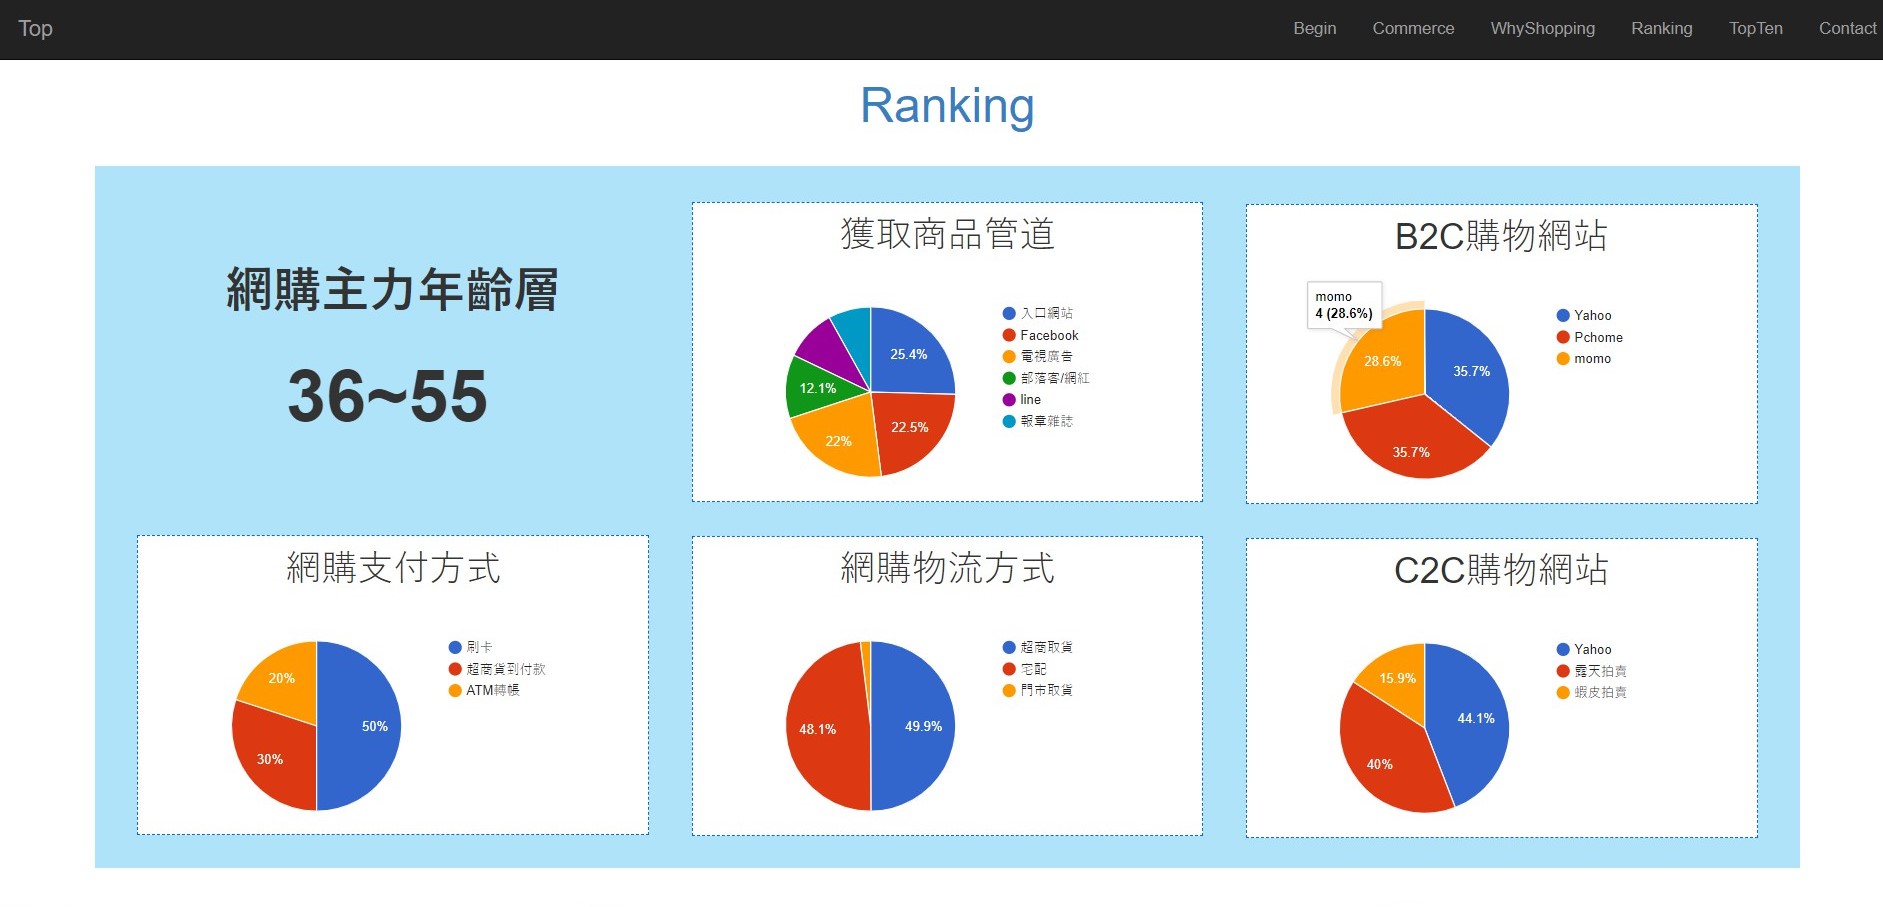 Top
Begin Commerce WhyShopping Ranking TopTen Contact
Ranking
網購主力年齡層
36~55
獲取商品管道
25.4%
22.5%
22%
12.1%
入口網站
Facebook
電視廣告
部落客/網紅
line
報章雜誌
B2C購物網站
momo
4 (28.6%)
28.6%
35.7%
35.7%
Yahoo
Pchome
momo
網購支付方式
20%
50%
30%
刷卡
超商貨到付款
ATM轉帳
網購物流方式
48.1%
49.9%
超商取貨
宅配
門市取貨
C2C購物網站
15.9%
44.1%
40%
Yahoo
露天拍賣
蝦皮拍賣